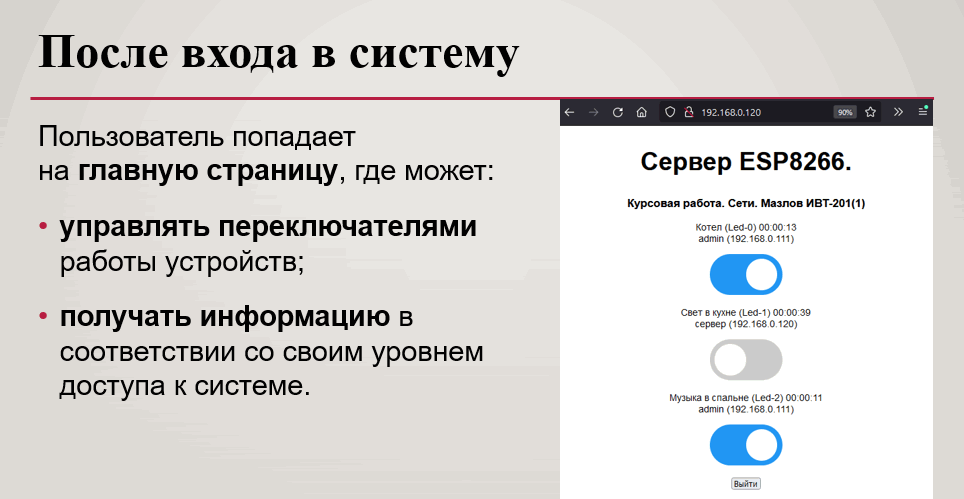 После входа в систему
Пользователь попадает
на главную страницу, где может:
• управлять переключателями
работы устройств;
• получать информацию в
соответствии со своим уровнем
доступа к системе.
192.168.0.120
90%
Сервер ESP8266.
Курсовая работа. Сети. Мазлов ИВТ-201(1)
Котел (Led-0) 00:00:13
admin (192.168.0.111)
Свет в кухне (Led-1) 00:00:39
сервер (192.168.0.120)
Музыка в спальне (Led-2) 00:00:11
admin (192.168.0.111)
Выйти